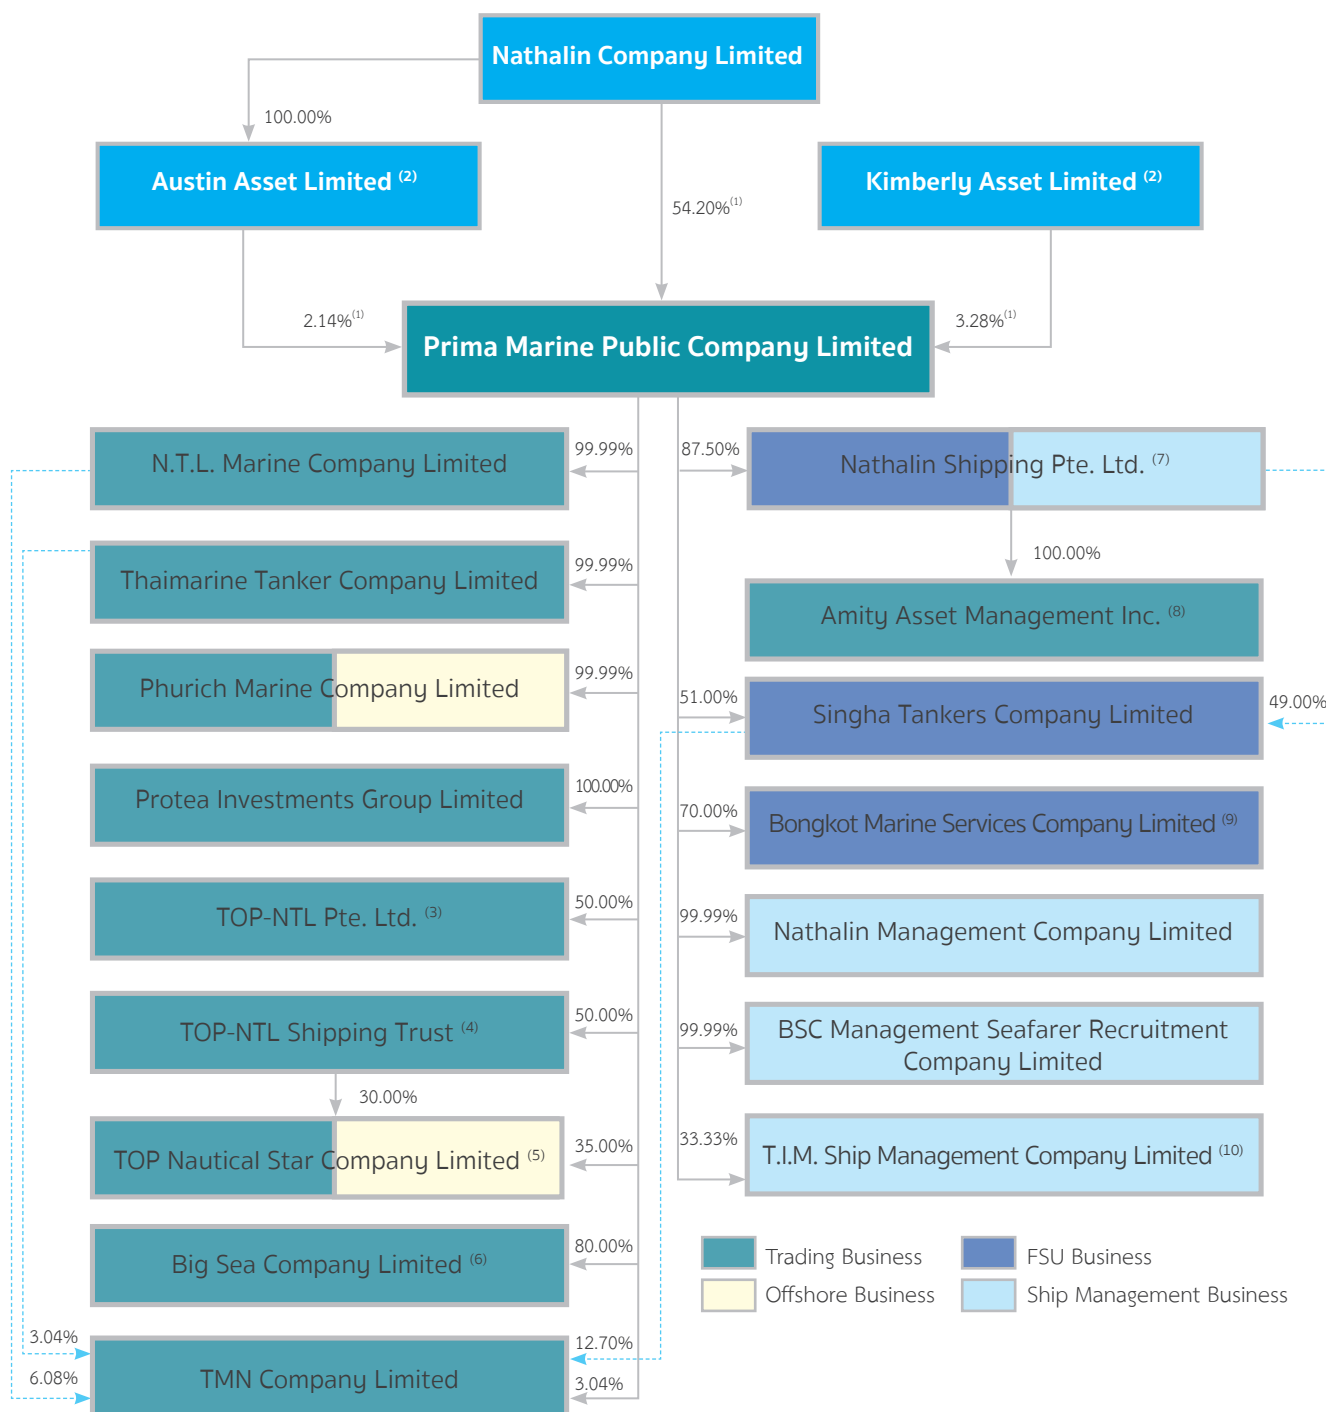 Nathalin Company Limited
100.00%
Austin Asset Limited (2)
Kimberly Asset Limited (2)
54.20%(1)
2.14%(1)
3.28%(1)
Prima Marine Public Company Limited
N.T.L. Marine Company Limited
99.99%
Thaimarine Tanker Company Limited
99.99%
Phurich Marine Company Limited
99.99%
Protea Investments Group Limited
100.00%
TOP-NTL Pte. Ltd. (3)
50.00%
TOP-NTL Shipping Trust (4)
50.00%
30.00%
TOP Nautical Star Company Limited (5)
35.00%
Big Sea Company Limited (6)
80.00%
3.04%
6.08%
TMN Company Limited
12.70%
3.04%
87.50%
Nathalin Shipping Pte. Ltd. (7)
100.00%
Amity Asset Management Inc. (8)
51.00%
Singha Tankers Company Limited
49.00%
70.00%
Bongkot Marine Services Company Limited (9)
99.99%
Nathalin Management Company Limited
99.99%
BSC Management Seafarer Recruitment
Company Limited
33.33%
T.I.M. Ship Management Company Limited (10)
Trading Business
FSU Business
Offshore Business
Ship Management Business